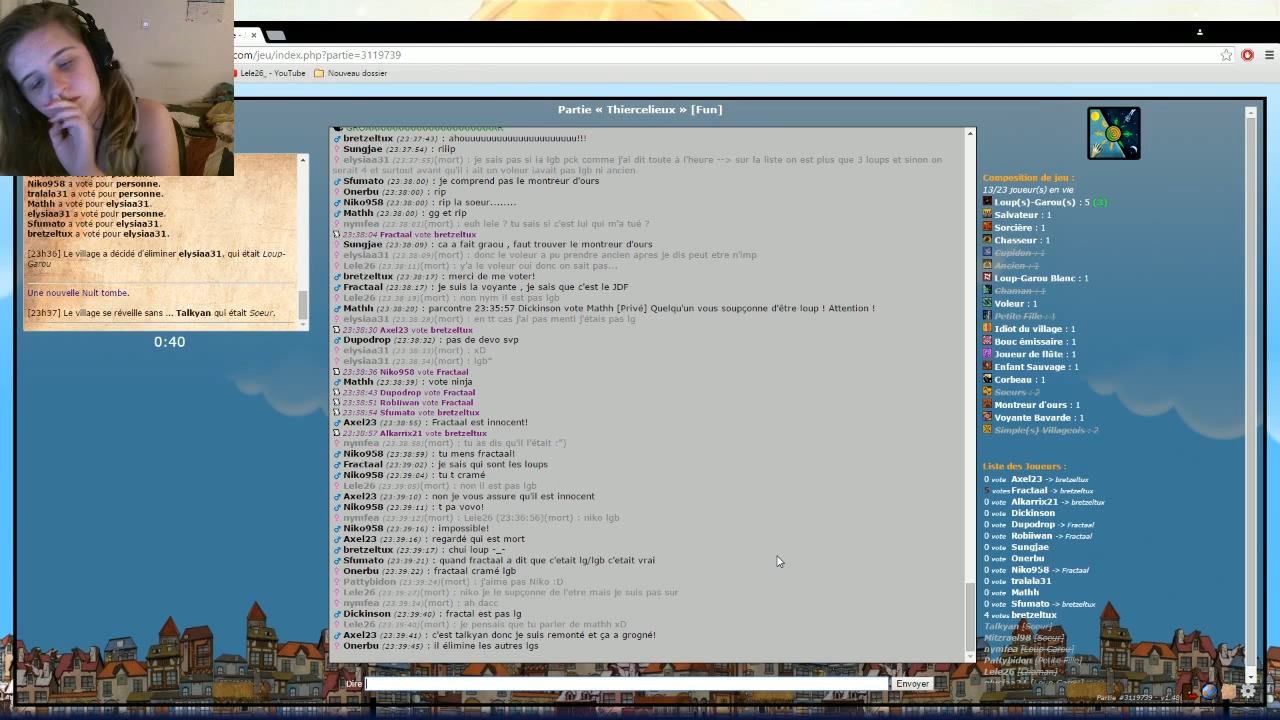 .com/jeu/index.php?partie=3119739
Lele26_ - YouTube
Nouveau dossier
Partie « Thiercelieux » [Fun]
Niko958 a voté pour personne.
tralala31 a voté pour personne.
Mathh a voté pour elysiaa31.
elysiaa31 a voté pour personne.
Sfumato a voté pour elysiaa31.
bretzeltux a voté pour elysiaa31.
[23h36] Le village a décidé d'éliminer elysiaa31, qui était Loup-
Garou
Une nouvelle Nuit tombe.
[23h37] Le village se réveille sans ... Talkyan qui était Soeur.
0:40
bretzeltux (23:37:43) : ahouuuuuuuuuuuuuuuuuuuuu!!!
Sungjae (23:37:54) : riiip
elysiaa31 (23:37:55)(mort) : je sais pas si la lgb pck comme j'ai dit toute à l'heure --> sur la liste on est plus que 3 loups et sinon on
serait 4 et surtout avant qu'il i ait un voleur iavait pas lgb ni ancien
Sfumato (23:38:00) : je comprend pas le montreur d'ours
Onerbu (23:38:00) : rip
Niko958 (23:38:00) : rip la soeur........
Mathh (23:38:00) : gg et rip
nymfea (23:38:03)(mort) : euh lele ? tu sais si c'est lui qui m'a tué ?
23:38:04 Fractaal vote bretzeltux
Sungjae (23:38:09) : ca a fait graou , faut trouver le montreur d'ours
elysiaa31 (23:38:09)(mort) : donc le voleur a pu prendre ancien apres je dis peut etre n'imp
Lele26 (23:38:11)(mort) : y'a le voleur oui donc on sait pas...
bretzeltux (23:38:17) : merci de me voter!
Fractaal (23:38:17) : je suis la voyante , je sais que c'est le JDF
Lele26 (23:38:19)(mort) : non nym il est pas lgb
Mathh (23:38:20) : parcontre 23:35:57 Dickinson vote Mathh [Privé] Quelqu'un vous soupçonne d'être loup ! Attention !
elysiaa31 (23:38:29)(mort) : en tt cas j'ai pas menti j'étais pas lg
23:38:30 Axel23 vote bretzeltux
Dupodrop (23:38:32) : pas de devo svp
elysiaa31 (23:38:33)(mort) : xD
elysiaa31 (23:38:34)(mort) : lgb*
23:38:36 Niko958 vote Fractaal
Mathh (23:38:39) : vote ninja
23:38:43 Dupodrop vote Fractaal
23:38:51 Robiiwan vote Fractaal
23:38:54 Sfumato vote bretzeltux
Axel23 (23:38:55) : Fractaal est innocent!
23:38:57 Alkarrix21 vote bretzeltux
nymfea (23:38:58)(mort) : tu as dis qu'il l'était :")
Niko958 (23:38:59) : tu mens fractaal!
Fractaal (23:39:02) : je sais qui sont les loups
Niko958 (23:39:04) : tu t cramé
Lele26 (23:39:05)(mort) : non il est pas lgb
Axel23 (23:39:10) : non je vous assure qu'il est innocent
Niko958 (23:39:11) : t pa vovo!
nymfea (23:39:12)(mort) : Lele26 (23:36:56)(mort) : niko lgb
Niko958 (23:39:16) : impossible!
Axel23 (23:39:16) : regardé qui est mort
bretzeltux (23:39:17) : chui loup -_-
Sfumato (23:39:21) : quand fractaal a dit que c'etait lg/lgb c'etait vrai
Onerbu (23:39:22) : fractaal cramé lgb
Pattybidon (23:39:24)(mort) : j'aime pas Niko :D
Lele26 (23:39:27)(mort) : niko je le supçonne de l'etre mais je suis pas sur
nymfea (23:39:34)(mort) : ah dacc
Dickinson (23:39:40) : fractal est pas lg
Lele26 (23:39:40)(mort) : je pensais que tu parler de mathh xD
Axel23 (23:39:41) : c'est talkyan donc je suis remonté et ça a grogné!
Onerbu (23:39:45) : il élimine les autres lgs
Dire
Envoyer
Composition de jeu :
13/23 joueur(s) en vie
Loup(s)-Garou(s) : 5 (3)
Salvateur : 1
Sorcière : 1
Chasseur : 1
Cupidon : 1
Ancien : 1
Loup-Garou Blanc : 1
Chaman : 1
Voleur : 1
Petite Fille : 1
Idiot du village : 1
Bouc émissaire : 1
Joueur de flûte : 1
Enfant Sauvage : 1
Corbeau : 1
Soeurs : 2
Montreur d'ours : 1
Voyante Bavarde : 1
Simple(s) Villageois : 2
Liste des Joueurs :
0 vote Axel23 -> bretzeltux
5 votes Fractaal -> bretzeltux
0 vote Alkarrix21 -> bretzeltux
0 vote Dickinson
0 vote Dupodrop -> Fractaal
0 vote Robiiwan -> Fractaal
0 vote Sungjae
0 vote Onerbu
0 vote Niko958 -> Fractaal
0 vote tralala31
0 vote Mathh
0 vote Sfumato -> bretzeltux
4 votes bretzeltux
Talkyan [Soeur]
Mitzrael98 [Soeur]
nymfea [Loup-Garou]
Pattybidon [Petite Fille]
Lele26 [Chaman]
Partie #3119739 - v1.48